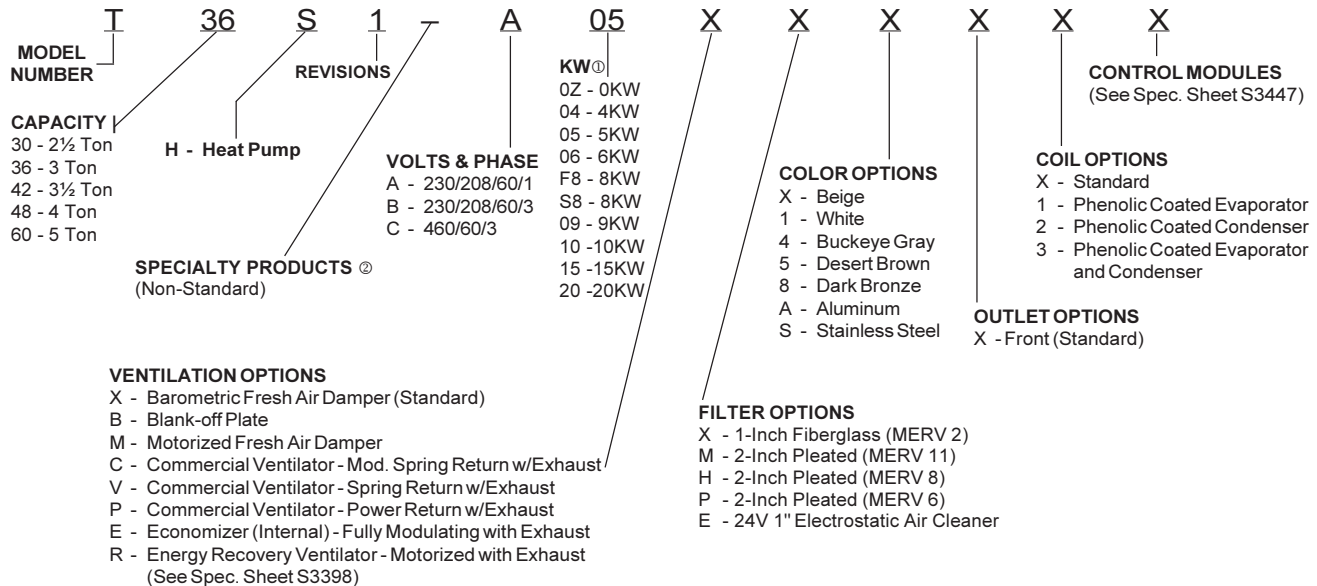 T 36 S 1 – A 05 X X X X X X
MODEL
NUMBER
CAPACITY
30 - 2½ Ton
36 - 3 Ton
42 - 3½ Ton
48 - 4 Ton
60 - 5 Ton
H - Heat Pump
REVISIONS
SPECIALTY PRODUCTS ②
(Non-Standard)
VOLTS & PHASE
A - 230/208/60/1
B - 230/208/60/3
C - 460/60/3
KW①
0Z - 0KW
04 - 4KW
05 - 5KW
06 - 6KW
F8 - 8KW
S8 - 8KW
09 - 9KW
10 -10KW
15 -15KW
20 -20KW
VENTILATION OPTIONS
X - Barometric Fresh Air Damper (Standard)
B - Blank-off Plate
M - Motorized Fresh Air Damper
C - Commercial Ventilator - Mod. Spring Return w/Exhaust
V - Commercial Ventilator - Spring Return w/Exhaust
P - Commercial Ventilator - Power Return w/Exhaust
E - Economizer (Internal) - Fully Modulating with Exhaust
R - Energy Recovery Ventilator - Motorized with Exhaust
(See Spec. Sheet S3398)
FILTER OPTIONS
X - 1-Inch Fiberglass (MERV 2)
M - 2-Inch Pleated (MERV 11)
H - 2-Inch Pleated (MERV 8)
P - 2-Inch Pleated (MERV 6)
E - 24V 1" Electrostatic Air Cleaner
COLOR OPTIONS
X - Beige
1 - White
4 - Buckeye Gray
5 - Desert Brown
8 - Dark Bronze
A - Aluminum
S - Stainless Steel
OUTLET OPTIONS
X - Front (Standard)
COIL OPTIONS
X - Standard
1 - Phenolic Coated Evaporator
2 - Phenolic Coated Condenser
3 - Phenolic Coated Evaporator
and Condenser
CONTROL MODULES
(See Spec. Sheet S3447)